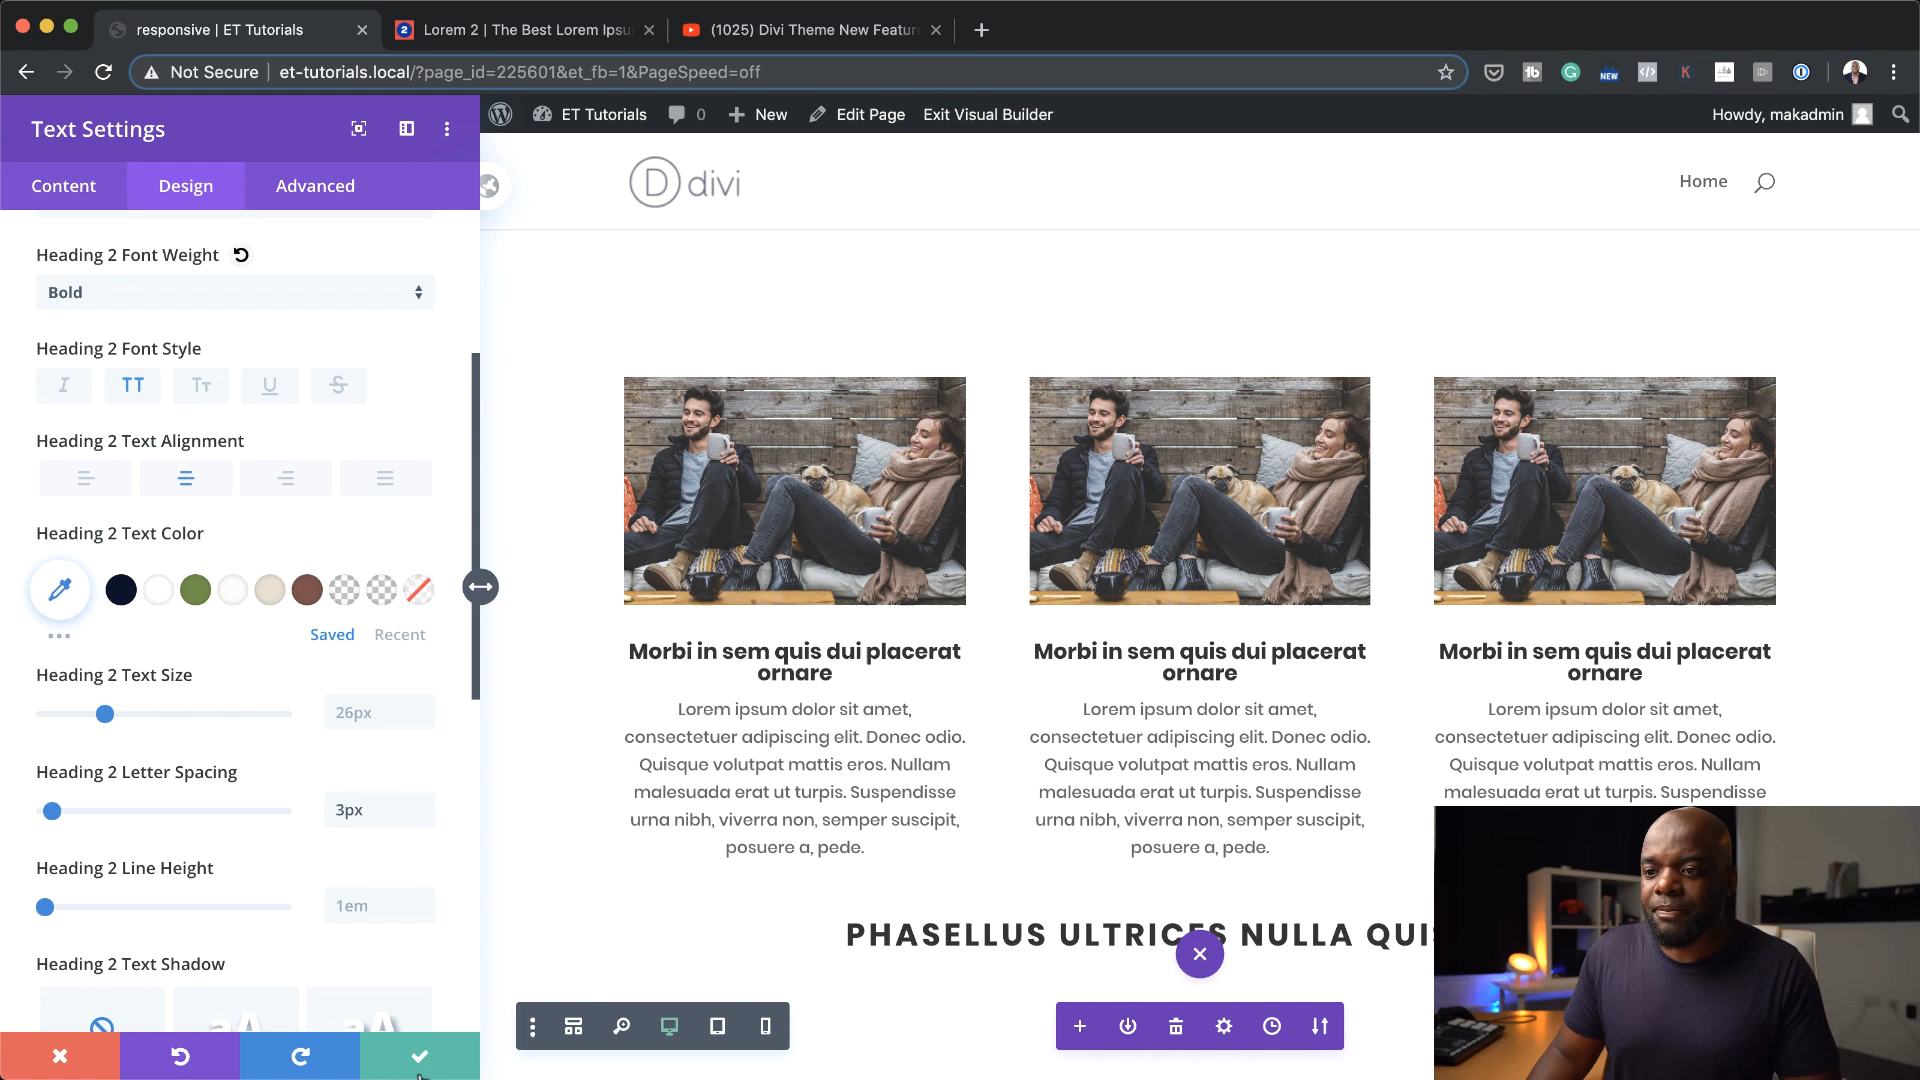 responsive | ET Tutorials
2 Lorem 2 | The Best Lorem Ipsu
(1025) Divi Theme New Featur
Not Secure | et-tutorials.local/?page_id=225601&et_fb=1&PageSpeed=off
tb
G
NEW
K
ET Tutorials
0
New
Edit Page
Exit Visual Builder
Howdy, makadmin
Text Settings
Content
Design
Advanced
D divi
Home
Heading 2 Font Weight
Bold
Heading 2 Font Style
I
TT
Tт
U
S
Heading 2 Text Alignment
Heading 2 Text Color
Saved
Recent
Heading 2 Text Size
26px
Heading 2 Letter Spacing
3px
Heading 2 Line Height
1em
Heading 2 Text Shadow
aA
aA
Morbi in sem quis dui placerat
ornare
Lorem ipsum dolor sit amet,
consectetuer adipiscing elit. Donec odio.
Quisque volutpat mattis eros. Nullam
malesuada erat ut turpis. Suspendisse
urna nibh, viverra non, semper suscipit,
posuere a, pede.
Morbi in sem quis dui placerat
ornare
Lorem ipsum dolor sit amet,
consectetuer adipiscing elit. Donec odio.
Quisque volutpat mattis eros. Nullam
malesuada erat ut turpis. Suspendisse
urna nibh, viverra non, semper suscipit,
posuere a, pede.
Morbi in sem quis dui placerat
ornare
Lorem ipsum dolor sit amet,
consectetuer adipiscing elit. Donec odio.
Quisque volutpat mattis eros. Nullam
malesuada erat ut turpis. Suspendisse
PHASELLUS ULTRICES NULLA QUIS